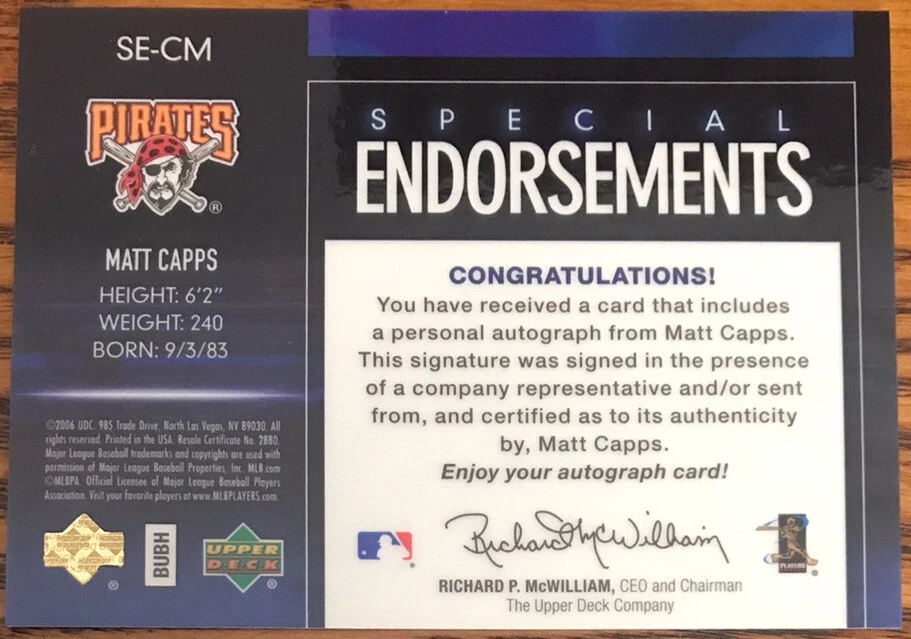 SE-CM
PIRATES
®
MATT CAPPS
HEIGHT: 6'2"
WEIGHT: 240
BORN: 9/3/83
©2006 UDC. 985 Trade Drive, North Las Vegas, NV 89030. All
rights reserved. Printed in the USA. Resale Certificate No. 2880.
Major League Baseball trademarks and copyrights are used with
permission of Major League Baseball Properties, Inc. MLB.com
©MLBPA. Official Licensee of Major League Baseball Players
Association. Visit your favorite players at www.MLBPLAYERS.com.
®
BUBH
UPPER
DECK
®
SPECIAL
ENDORSEMENTS
CONGRATULATIONS!
You have received a card that includes
a personal autograph from Matt Capps.
This signature was signed in the presence
of a company representative and/or sent
from, and certified as to its authenticity
by, Matt Capps.
Enjoy your autograph card!
Richard P. McWilliam
PLAYERS
RICHARD P. McWILLIAM, CEO and Chairman
The Upper Deck Company